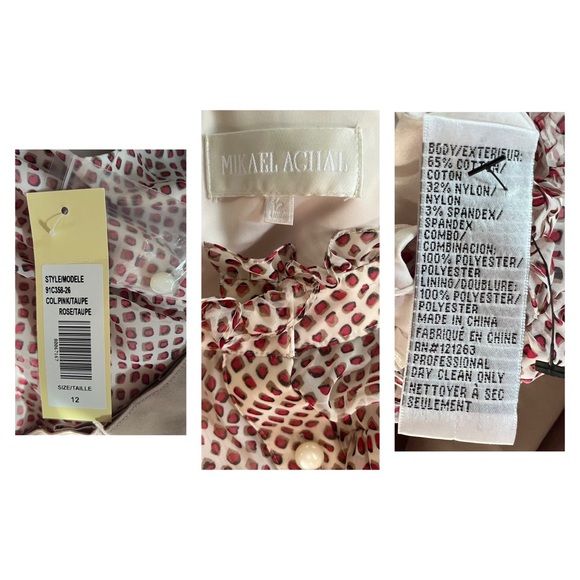 STYLE/MODELE
91C358-26
COL.PINK/TAUPE
ROSE/TAUPE
SIZE/TAILLE
12
MIKAEL AGHAL
12
BODY/EXTERIEUR:
65% COTTON/
COTON
32% NYLON/
NYLON
3% SPANDEX/
SPANDEX
COMBO/
COMBINACION:
100% POLYESTER/
POLYESTER
LINING/DOUBLURE:
100% POLYESTER/
POLYESTER
MADE IN CHINA
FABRIQUE EN CHINE
RN#121263
PROFESSIONAL
DRY CLEAN ONLY
NETTOYER À SEC
SEULEMENT